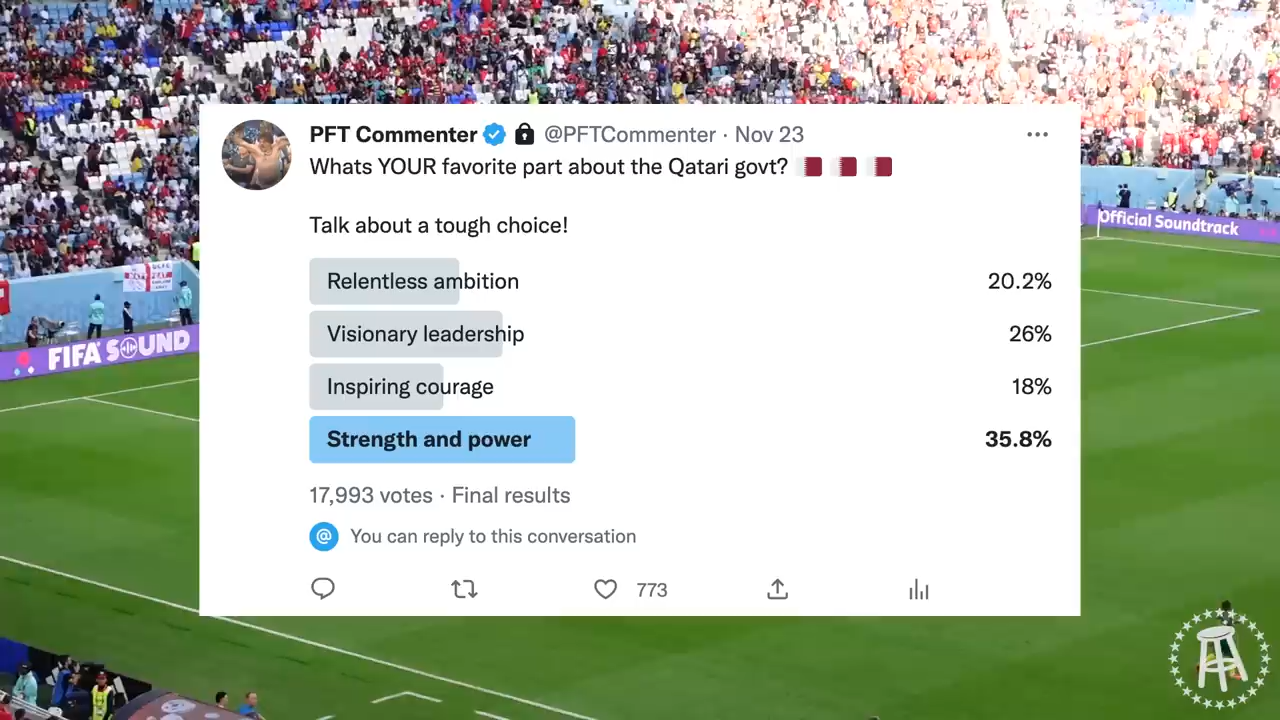 PFT Commenter @PFTCommenter · Nov 23
Whats YOUR favorite part about the Qatari govt? 🇶🇦 🇶🇦 🇶🇦
Talk about a tough choice!
Relentless ambition 20.2%
Visionary leadership 26%
Inspiring courage 18%
Strength and power 35.8%
17,993 votes · Final results
@ You can reply to this conversation
773
Official Soundtrack
FIFA SOUND